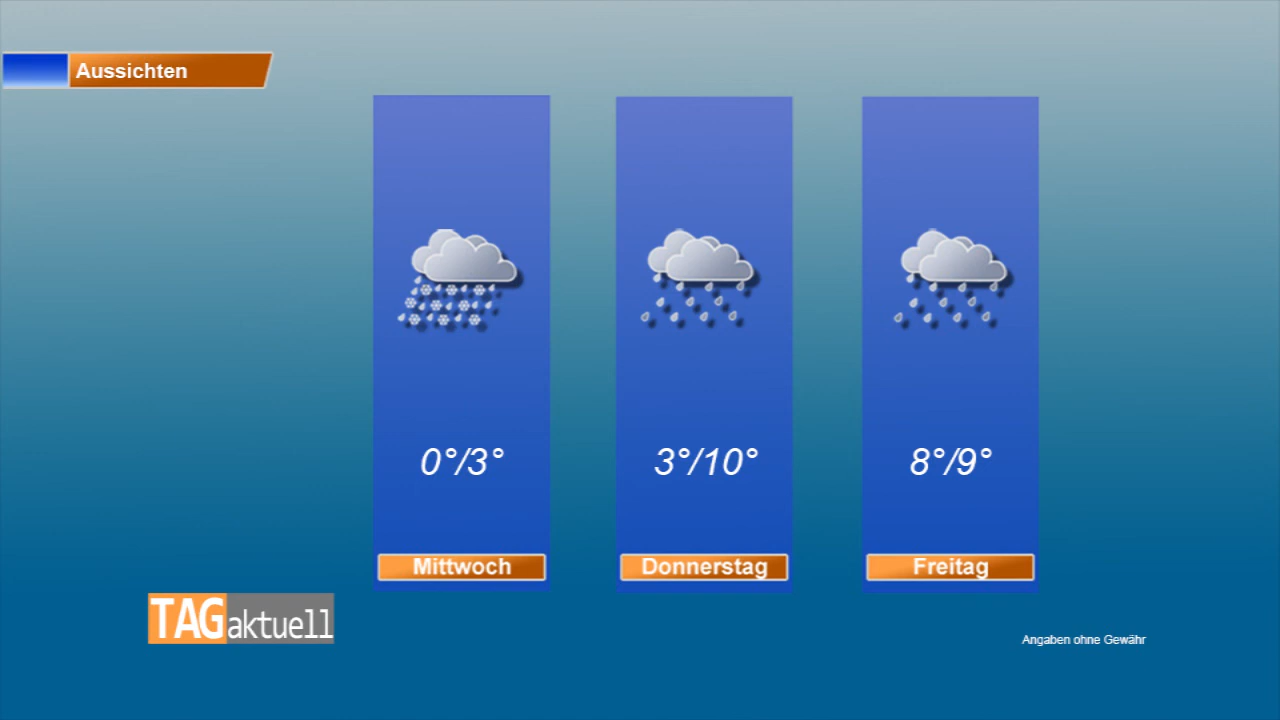 Aussichten
0°/3°
3°/10°
8°/9°
Mittwoch
Donnerstag
Freitag
TAGaktuell
Angaben ohne Gewähr